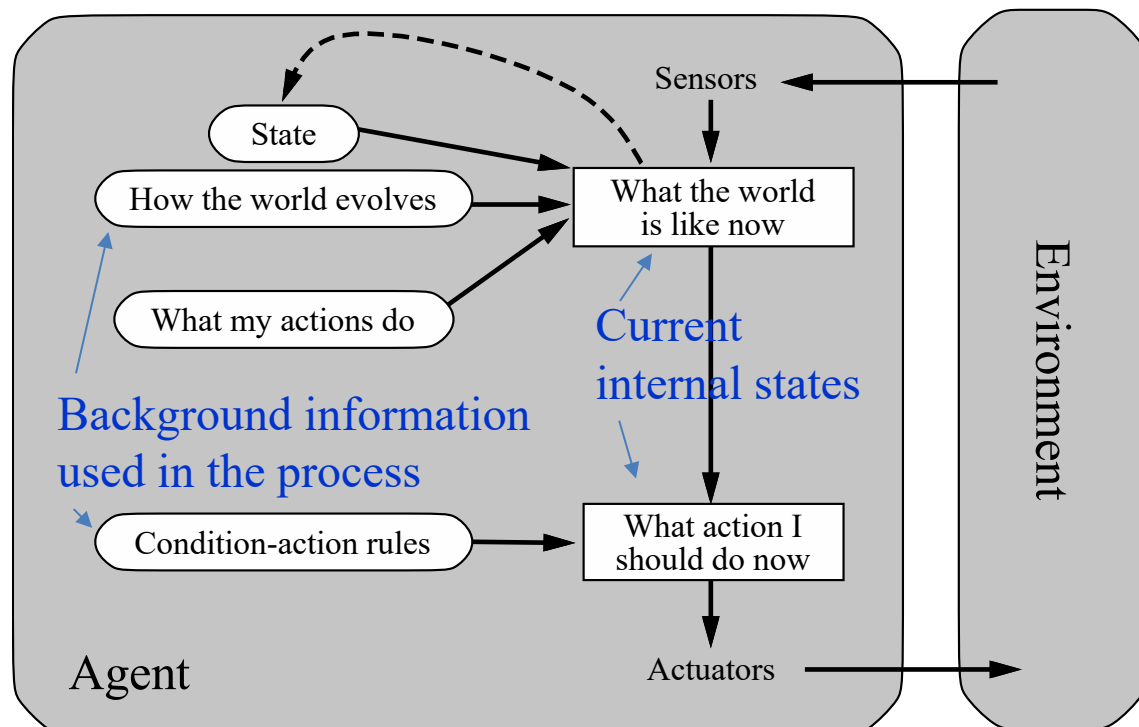 Sensors
State
How the world evolves
What the world
is like now
What my actions do
Current
internal states
Background information
used in the process
Condition-action rules
What action I
should do now
Agent
Actuators
Environment